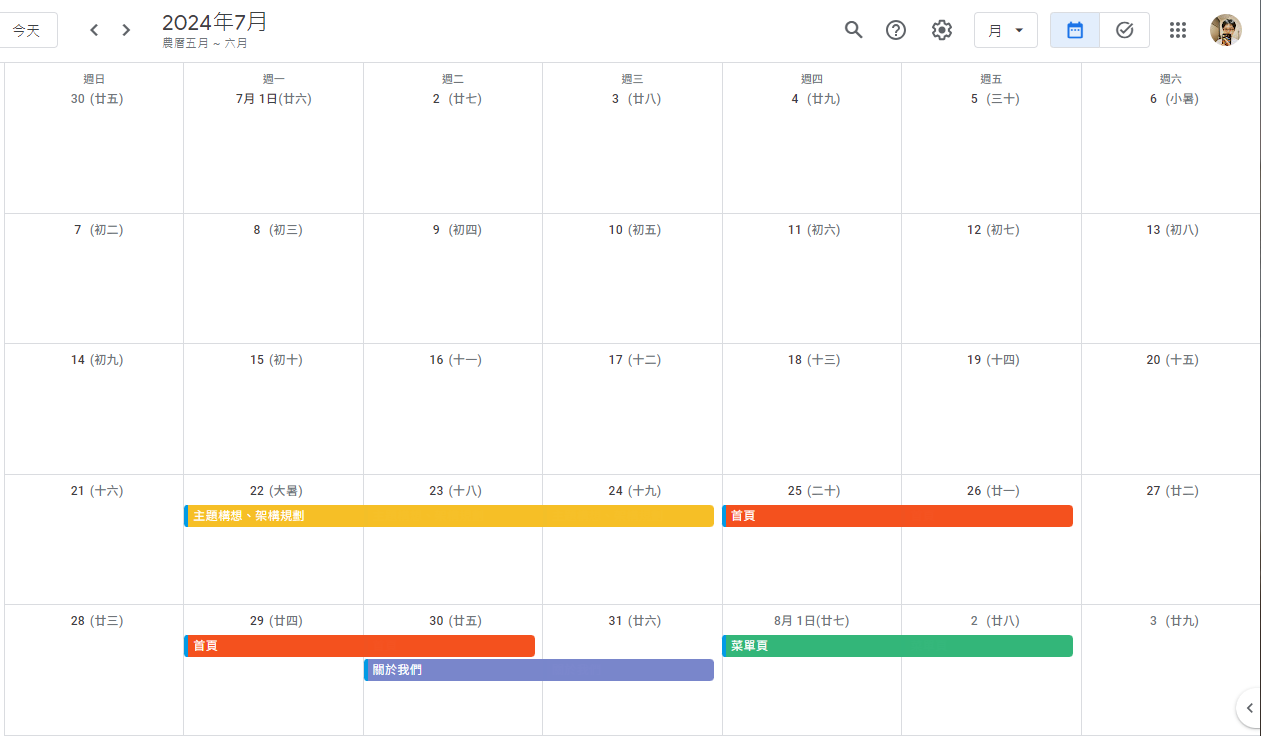 今天
2024年7月
農曆五月 ~ 六月
月
週日 週一 週二 週三 週四 週五 週六
30 (廿五) 7月 1日(廿六) 2 (廿七) 3 (廿八) 4 (廿九) 5 (三十) 6 (小暑)
7 (初二) 8 (初三) 9 (初四) 10 (初五) 11 (初六) 12 (初七) 13 (初八)
14 (初九) 15 (初十) 16 (十一) 17 (十二) 18 (十三) 19 (十四) 20 (十五)
21 (十六) 22 (大暑) 23 (十八) 24 (十九) 25 (二十) 26 (廿一) 27 (廿二)
主題構想、架構規劃 首頁
28 (廿三) 29 (廿四) 30 (廿五) 31 (廿六) 8月 1日(廿七) 2 (廿八) 3 (廿九)
首頁 菜單頁
關於我們